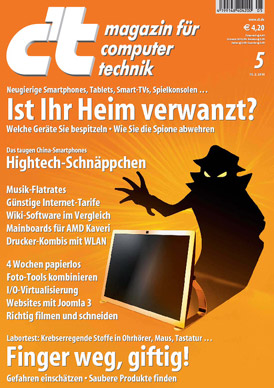 c't
magazin für
computer
technik
€ 4,20
5
Neugierige Smartphones, Tablets, Smart-TVs, Spielkonsolen …
Ist Ihr Heim verwanzt?
Welche Geräte Sie bespitzeln • Wie Sie die Spione abwehren
Das taugen China-Smartphones
Hightech-Schnäppchen
Musik-Flatrates
Günstige Internet-Tarife
Wiki-Software im Vergleich
Mainboards für AMD Kaveri
Drucker-Kombis mit WLAN
4 Wochen papierlos
Foto-Tools kombinieren
I/O-Virtualisierung
Websites mit Joomla 3
Richtig filmen und schneiden
Labortest: Krebserregende Stoffe in Ohrhörer, Maus, Tastatur …
Finger weg, giftig!
Gefahren einschätzen • Saubere Produkte finden